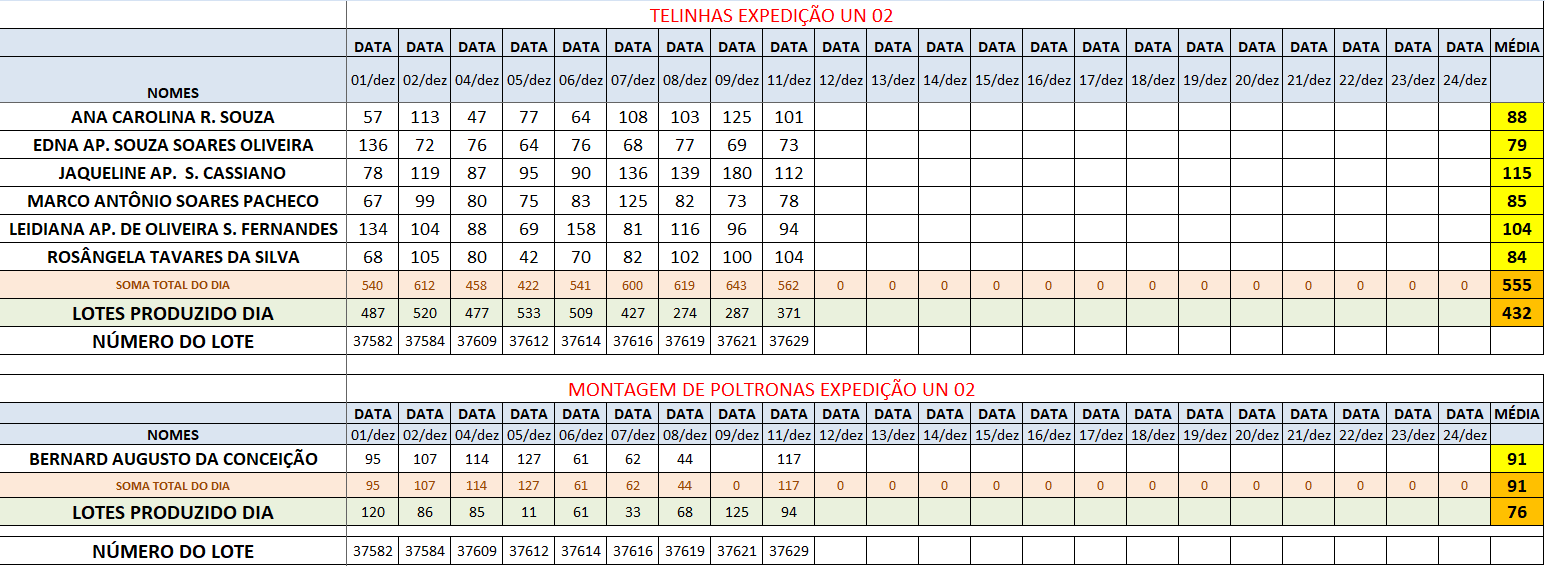 TELINHAS EXPEDIÇÃO UN 02
DATA DATA DATA DATA DATA DATA DATA DATA DATA DATA DATA DATA DATA DATA DATA DATA DATA DATA DATA DATA DATA DATA MÉDIA
NOMES 01/dez 02/dez 04/dez 05/dez 06/dez 07/dez 08/dez 09/dez 11/dez 12/dez 13/dez 14/dez 15/dez 16/dez 17/dez 18/dez 19/dez 20/dez 21/dez 22/dez 23/dez 24/dez
ANA CAROLINA R. SOUZA 57 113 47 77 64 108 103 125 101 88
EDNA AP. SOUZA SOARES OLIVEIRA 136 72 76 64 76 68 77 69 73 79
JAQUELINE AP. S. CASSIANO 78 119 87 95 90 136 139 180 112 115
MARCO ANTÔNIO SOARES PACHECO 67 99 80 75 83 125 82 73 78 85
LEIDIANA AP. DE OLIVEIRA S. FERNANDES 134 104 88 69 158 81 116 96 94 104
ROSÂNGELA TAVARES DA SILVA 68 105 80 42 70 82 102 100 104 84
SOMA TOTAL DO DIA 540 612 458 422 541 600 619 643 562 0 0 0 0 0 0 0 0 0 0 0 0 0 555
LOTES PRODUZIDO DIA 487 520 477 533 509 427 274 287 371 432
NÚMERO DO LOTE 37582 37584 37609 37612 37614 37616 37619 37621 37629
MONTAGEM DE POLTRONAS EXPEDIÇÃO UN 02
DATA DATA DATA DATA DATA DATA DATA DATA DATA DATA DATA DATA DATA DATA DATA DATA DATA DATA DATA DATA DATA DATA MÉDIA
NOMES 01/dez 02/dez 04/dez 05/dez 06/dez 07/dez 08/dez 09/dez 11/dez 12/dez 13/dez 14/dez 15/dez 16/dez 17/dez 18/dez 19/dez 20/dez 21/dez 22/dez 23/dez 24/dez
BERNARD AUGUSTO DA CONCEIÇÃO 95 107 114 127 61 62 44 117 91
SOMA TOTAL DO DIA 95 107 114 127 61 62 44 0 117 0 0 0 0 0 0 0 0 0 0 0 0 0 91
LOTES PRODUZIDO DIA 120 86 85 11 61 33 68 125 94 76
NÚMERO DO LOTE 37582 37584 37609 37612 37614 37616 37619 37621 37629